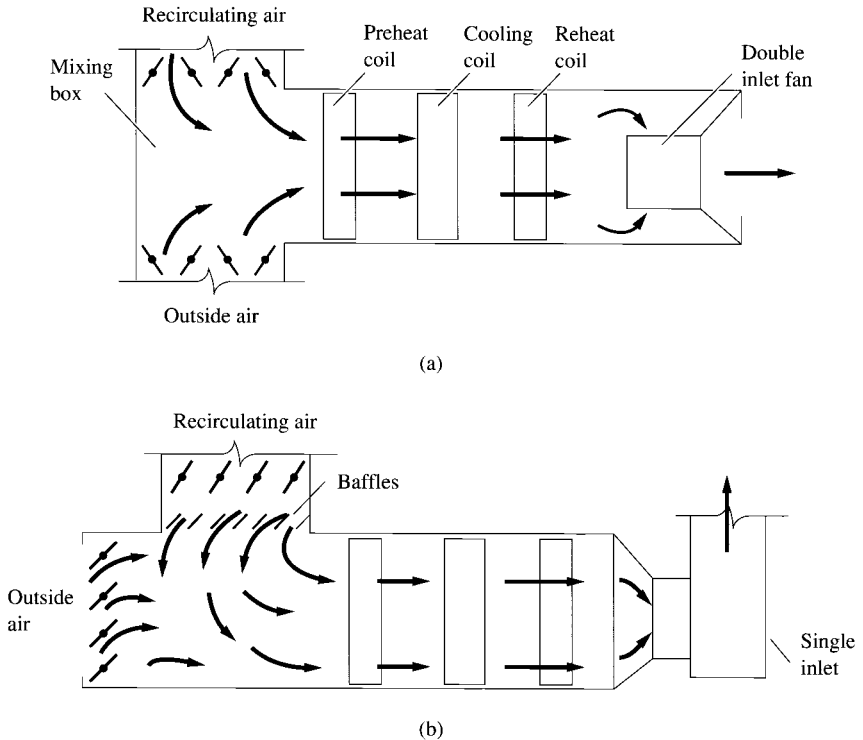 Recirculating air
Mixing
box
Preheat
coil
Cooling
coil
Reheat
coil
Double
inlet fan
Outside air
(a)
Recirculating air
Baffles
Outside
air
Single
inlet
(b)